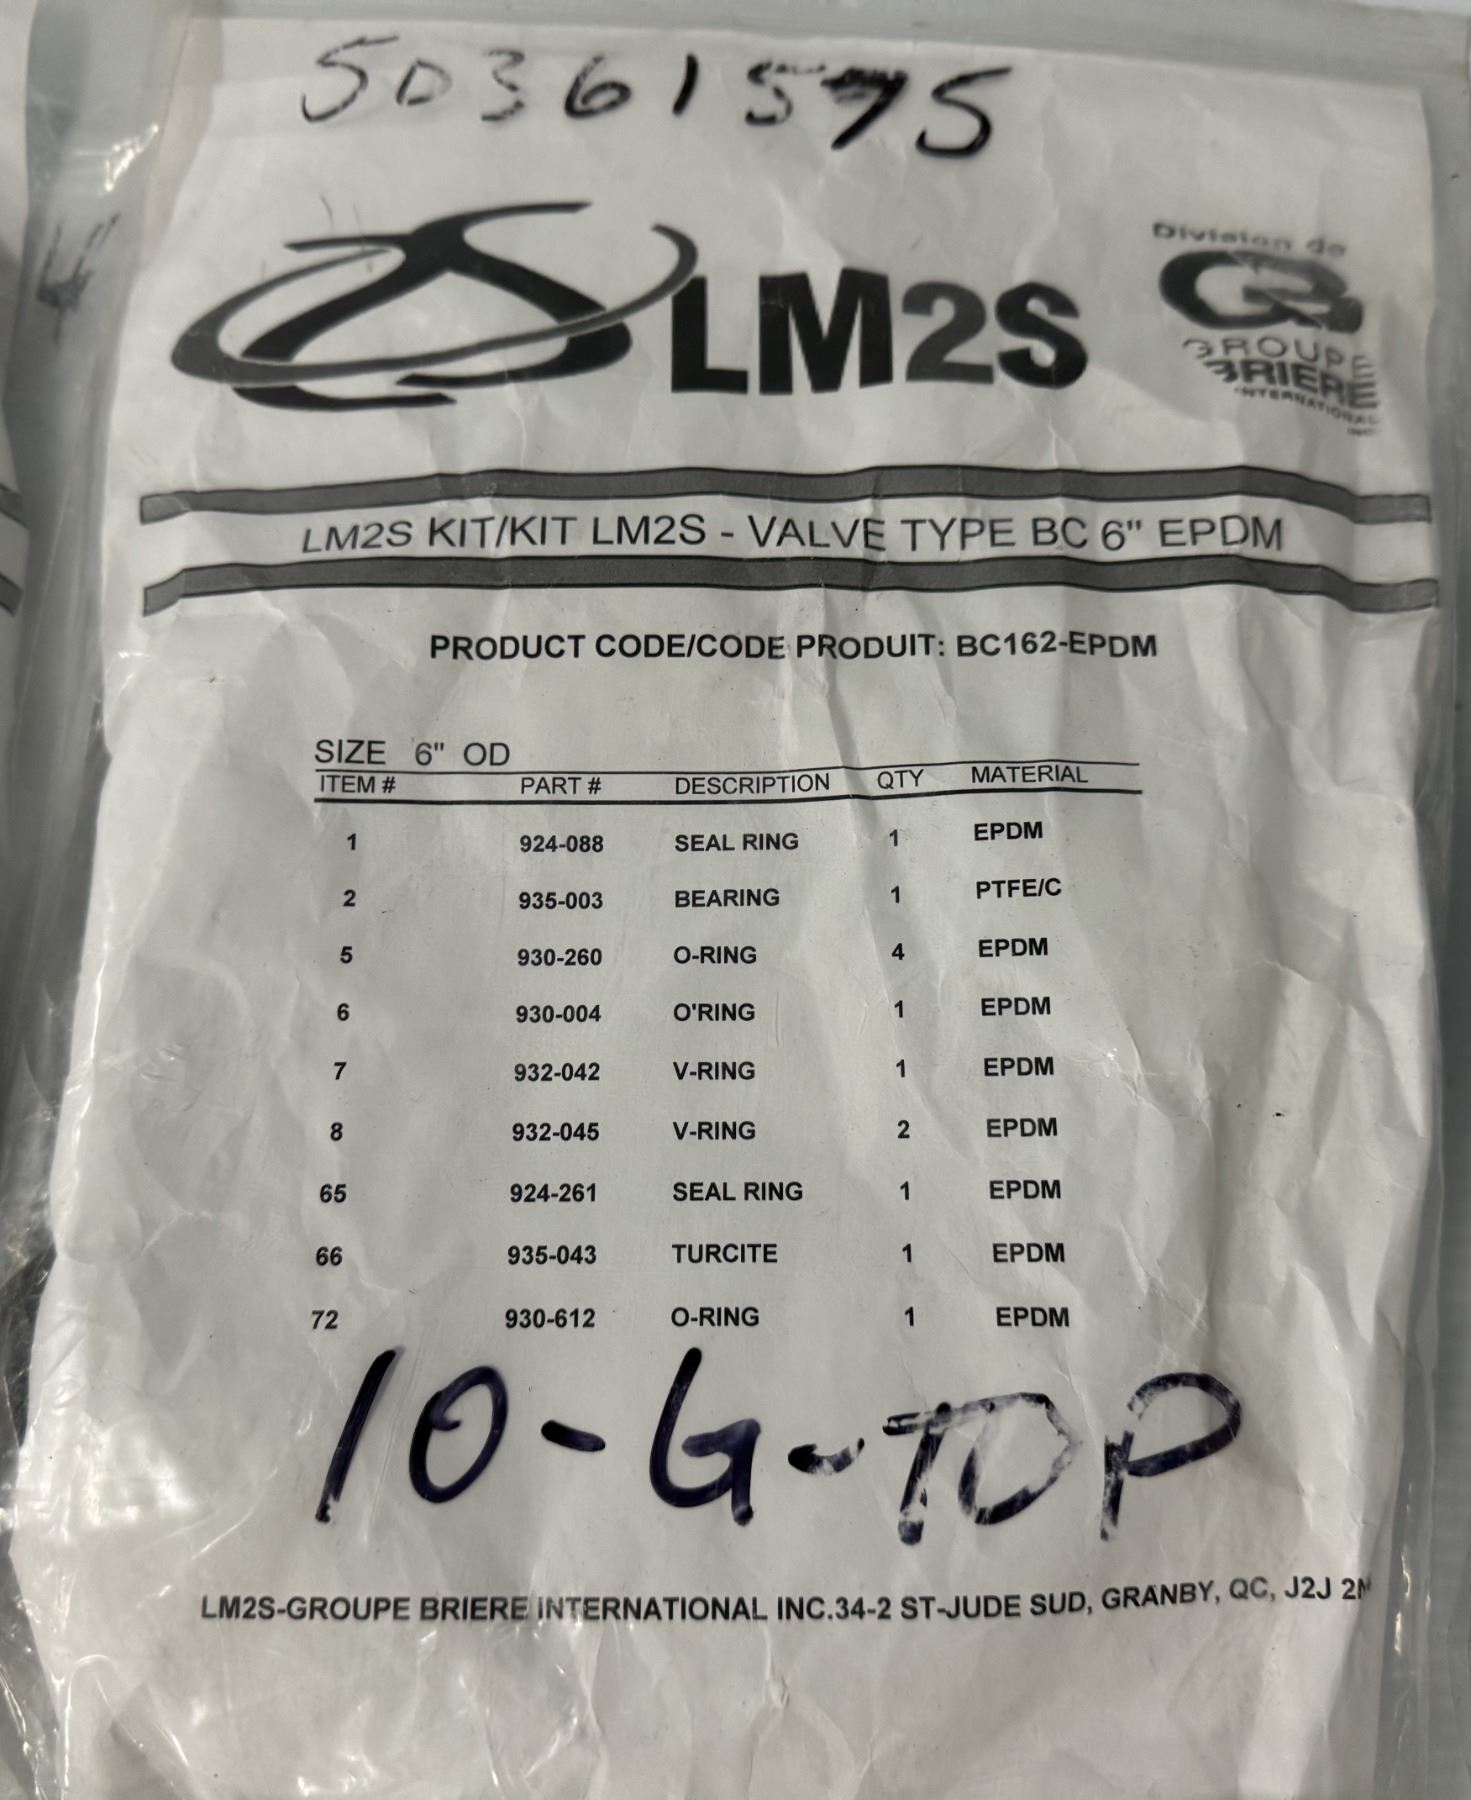 50361575
LM2S
Division de
GB
GROUPE
BRIERE
INTERNATIONAL
INC.
LM2S KIT/KIT LM2S - VALVE TYPE BC 6" EPDM
PRODUCT CODE/CODE PRODUIT: BC162-EPDM
SIZE 6" OD
ITEM # PART # DESCRIPTION QTY MATERIAL
1 924-088 SEAL RING 1 EPDM
2 935-003 BEARING 1 PTFE/C
5 930-260 O-RING 4 EPDM
6 930-004 O'RING 1 EPDM
7 932-042 V-RING 1 EPDM
8 932-045 V-RING 2 EPDM
65 924-261 SEAL RING 1 EPDM
66 935-043 TURCITE 1 EPDM
72 930-612 O-RING 1 EPDM
10-G-TOP
LM2S-GROUPE BRIERE INTERNATIONAL INC.34-2 ST-JUDE SUD, GRANBY, QC, J2J